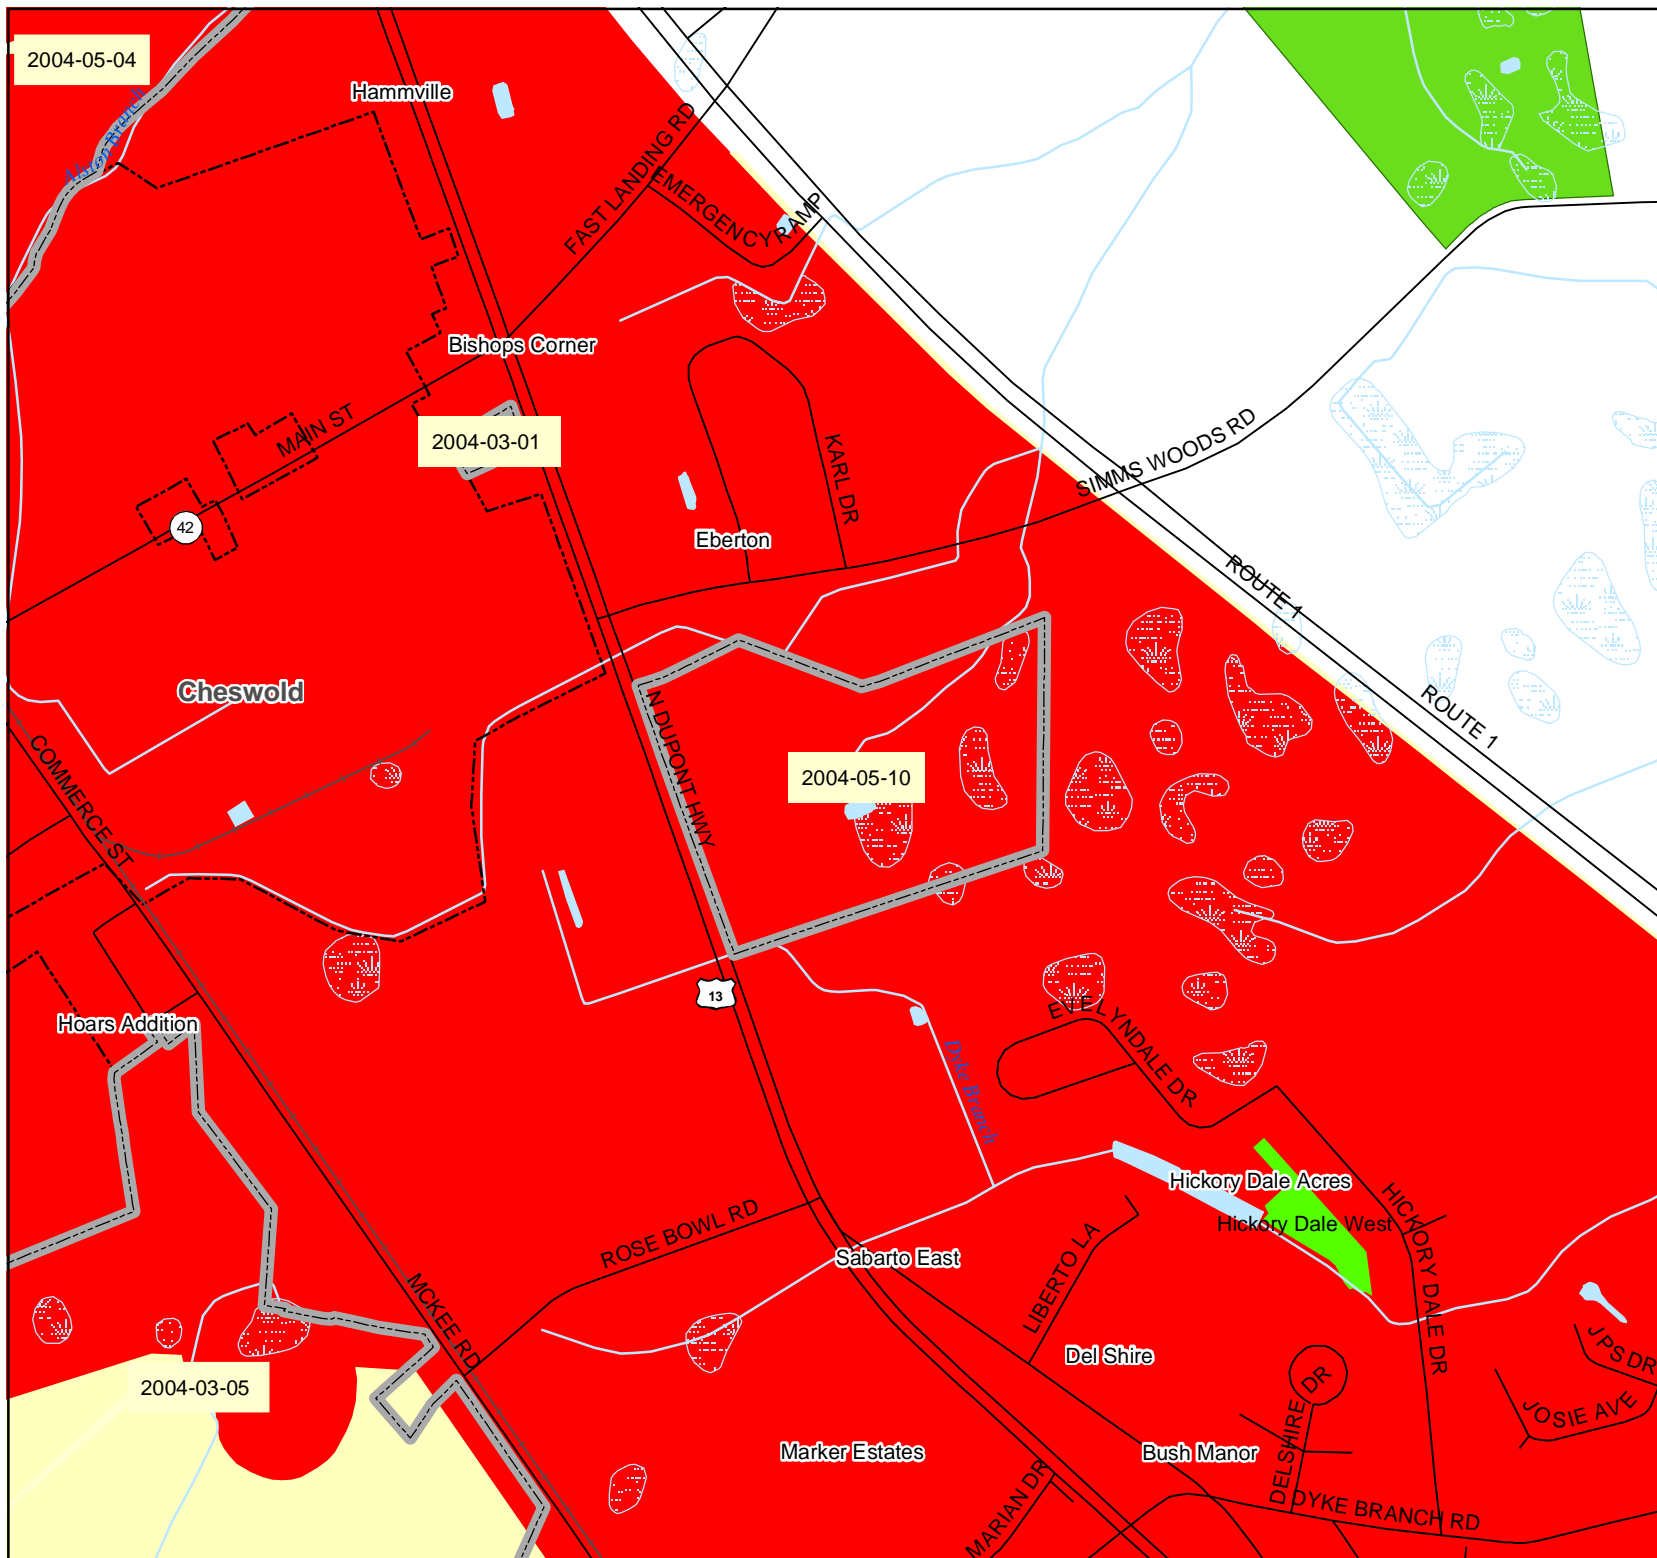 2004-05-04
Hammville
Alston Branch
FAST LANDING RD
EMERGENCY RAMP
Bishops Corner
MAIN ST
2004-03-01
KARL DR
SIMMS WOODS RD
42
Eberton
ROUTE 1
Cheswold
N DUPONT HWY
ROUTE 1
COMMERCE ST
2004-05-10
13
Hoars Addition
EVELYNDALE DR
Dyke Branch
Hickory Dale Acres
Hickory Dale West
HICKORY DALE DR
ROSE BOWL RD
Sabarto East
LIBERTO LA
MCKEE RD
Del Shire
JPS DR
2004-03-05
DELSHIRE DR
JOSIE AVE
Marker Estates
Bush Manor
MARIAN DR
DYKE BRANCH RD